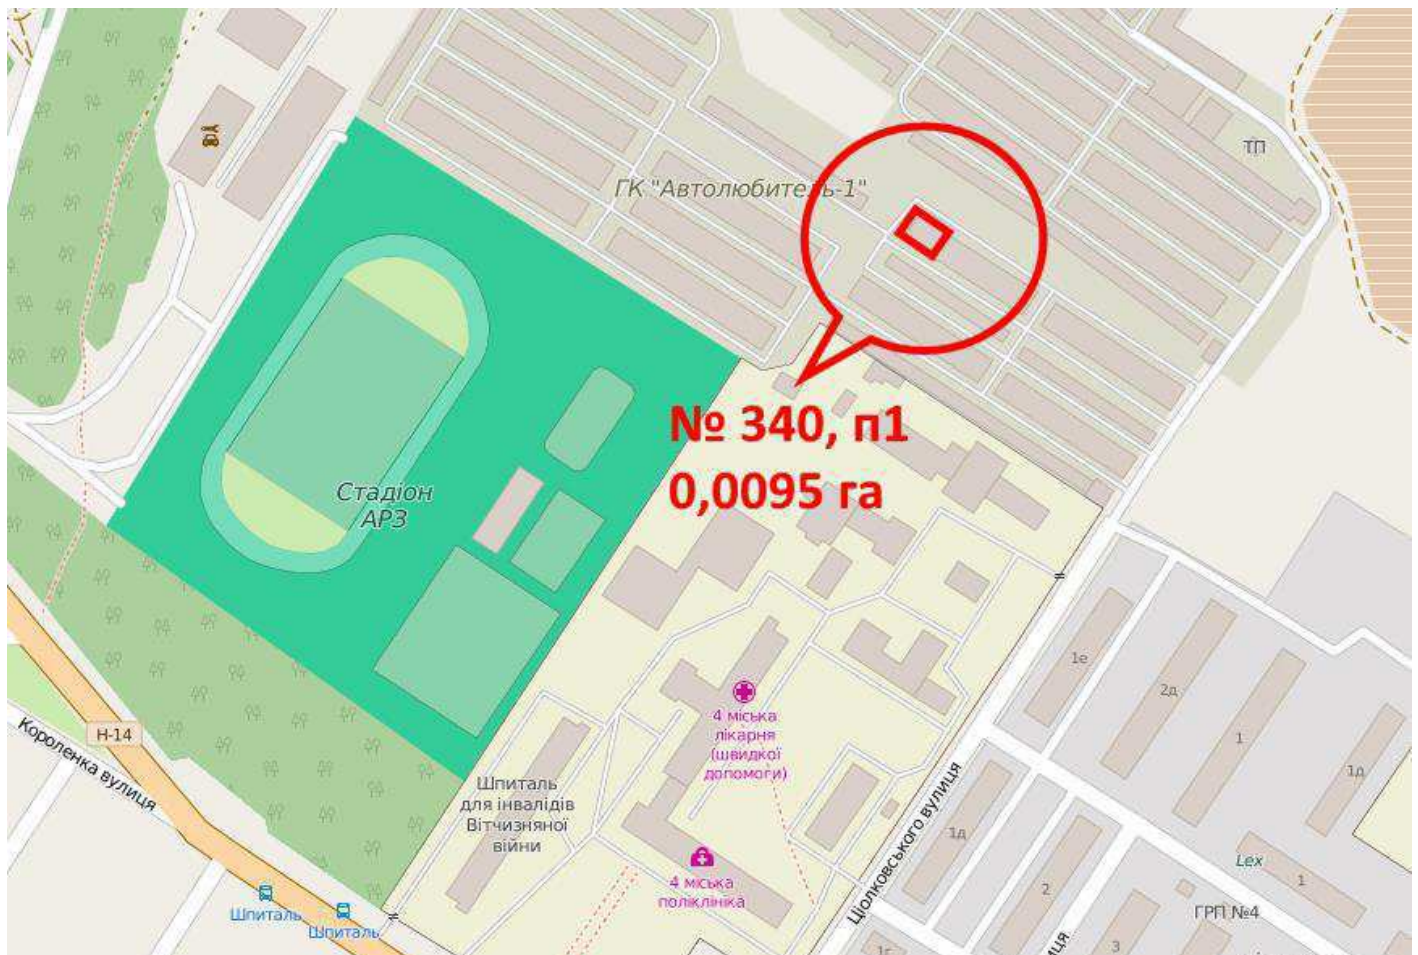 ТП
ГК "Автолюбитель-1"
№ 340, п1
0,0095 га
Стадіон
АРЗ
1е
2д
1
1д
4 міська
лікарня
(швидкої
допомоги)
Н-14
Короленка вулиця
Шпиталь
для інвалідів
Вітчизняної
війни
Ціолковського вулиця
1д
Lex
4 міська
поліклініка
2
1
Шпиталь
Шпиталь
ГРП №4
3
1г